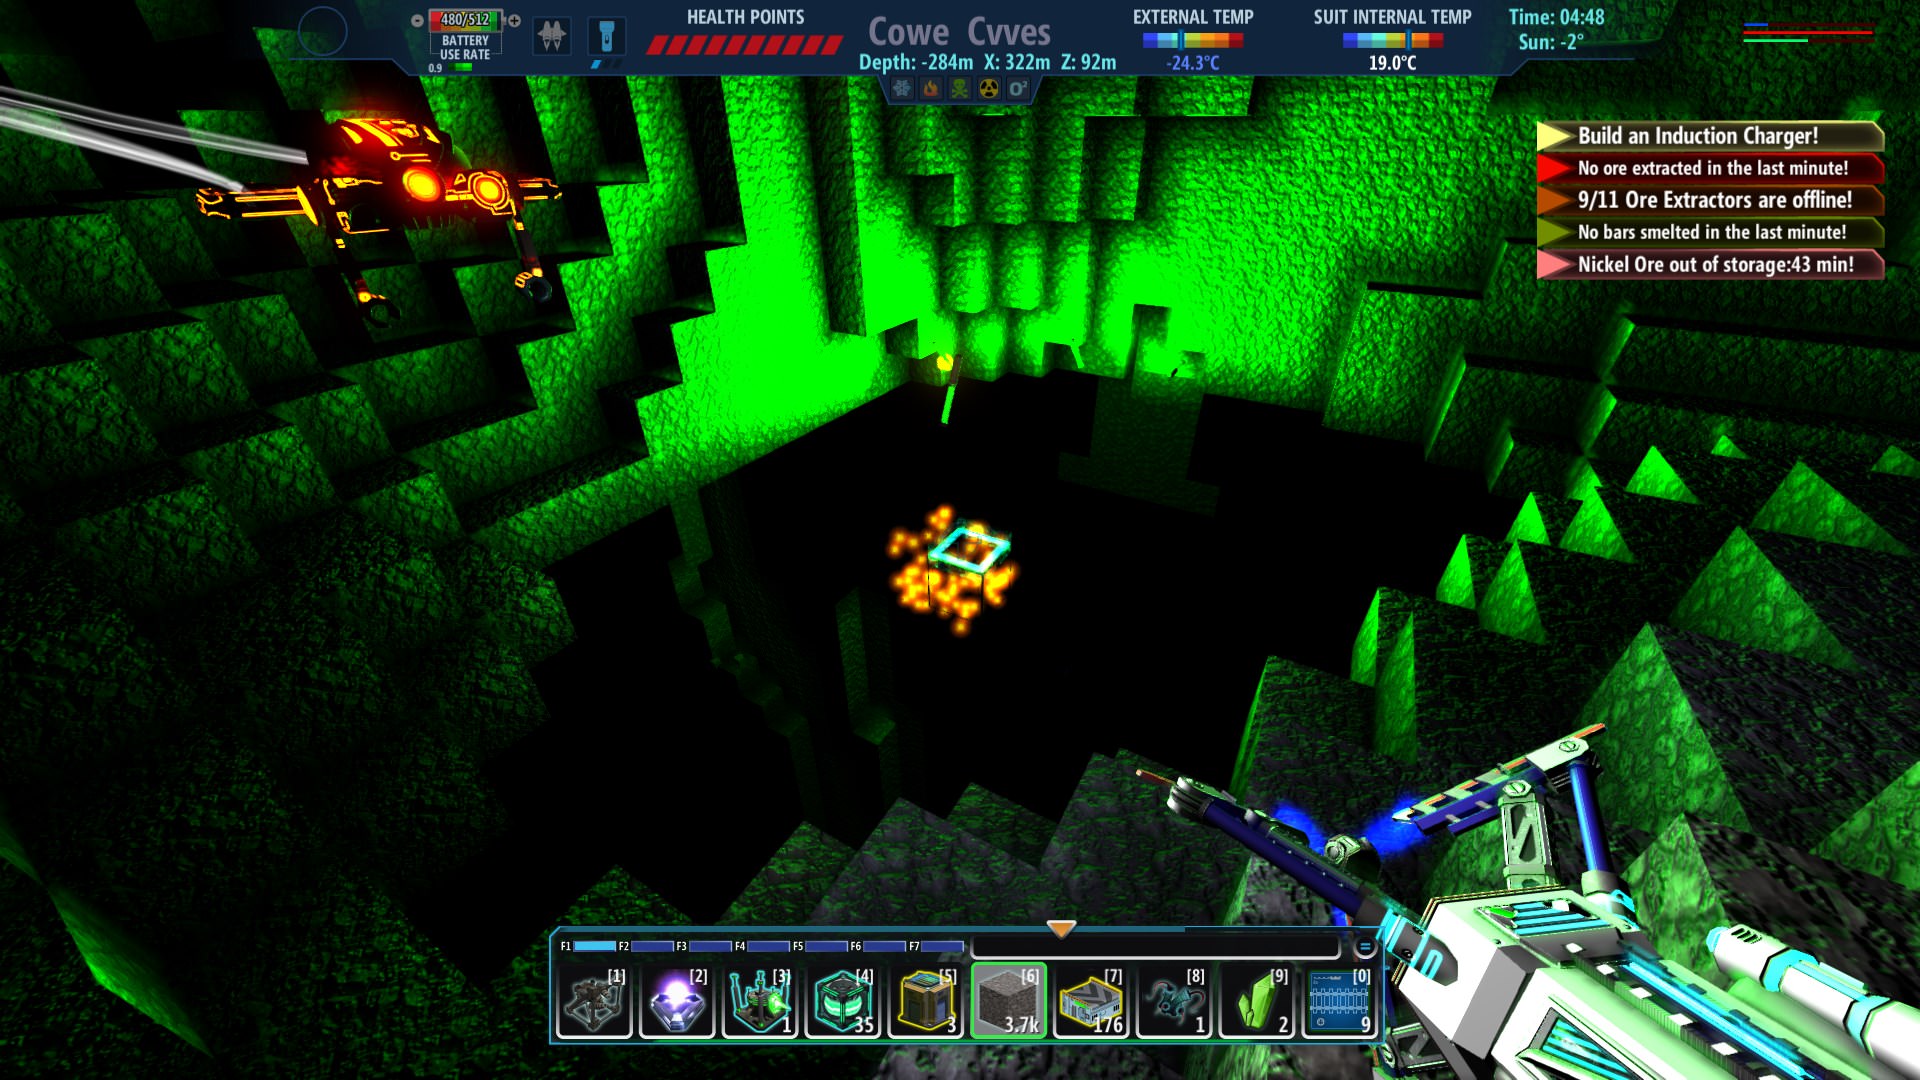 480/512
BATTERY
USE RATE
0.9
HEALTH POINTS
Cowe Cvves
Depth: -284m X: 322m Z: 92m
EXTERNAL TEMP
-24.3°C
SUIT INTERNAL TEMP
19.0°C
Time: 04:48
Sun: -2°
O²
Build an Induction Charger!
No ore extracted in the last minute!
9/11 Ore Extractors are offline!
No bars smelted in the last minute!
Nickel Ore out of storage:43 min!
F1 F2 F3 F4 F5 F6 F7
[1] [2] [3] [4] [5] [6] [7] [8] [9] [0]
1 35 3 3.7k 176 1 2 9